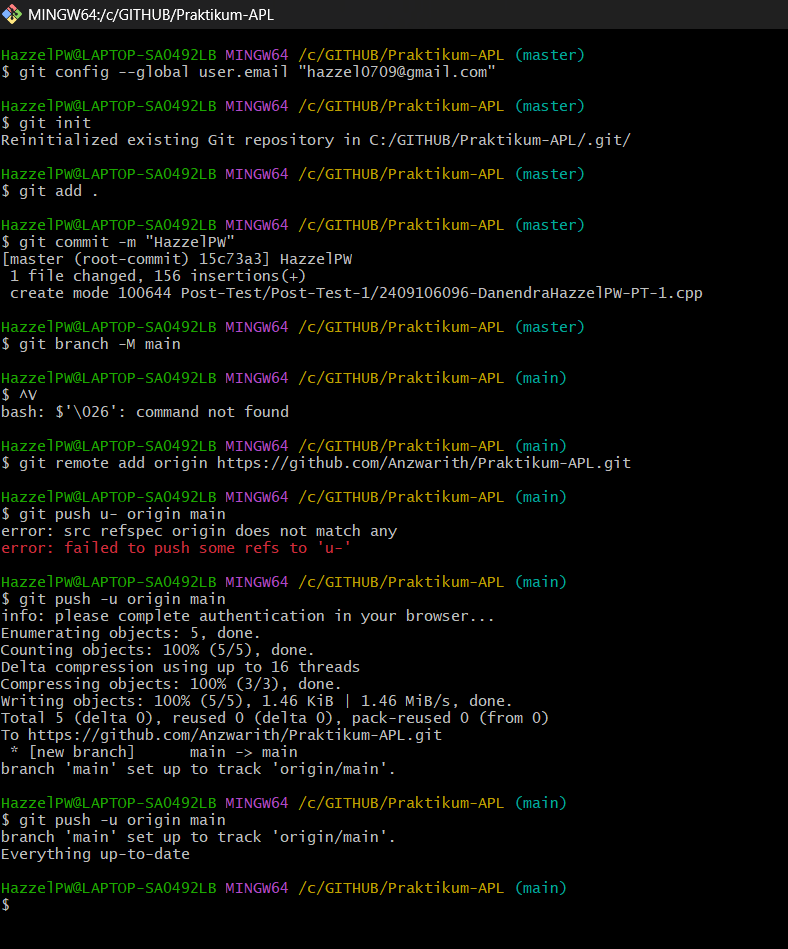 MINGW64:/c/GITHUB/Praktikum-APL
HazzelPW@LAPTOP-SA0492LB MINGW64 /c/GITHUB/Praktikum-APL (master)
$ git config --global user.email "hazzel0709@gmail.com"
HazzelPW@LAPTOP-SA0492LB MINGW64 /c/GITHUB/Praktikum-APL (master)
$ git init
Reinitialized existing Git repository in C:/GITHUB/Praktikum-APL/.git/
HazzelPW@LAPTOP-SA0492LB MINGW64 /c/GITHUB/Praktikum-APL (master)
$ git add .
HazzelPW@LAPTOP-SA0492LB MINGW64 /c/GITHUB/Praktikum-APL (master)
$ git commit -m "HazzelPW"
[master (root-commit) 15c73a3] HazzelPW
 1 file changed, 156 insertions(+)
 create mode 100644 Post-Test/Post-Test-1/2409106096-DanendraHazzelPW-PT-1.cpp
HazzelPW@LAPTOP-SA0492LB MINGW64 /c/GITHUB/Praktikum-APL (master)
$ git branch -M main
HazzelPW@LAPTOP-SA0492LB MINGW64 /c/GITHUB/Praktikum-APL (main)
$ ^V
bash: $'\026': command not found
HazzelPW@LAPTOP-SA0492LB MINGW64 /c/GITHUB/Praktikum-APL (main)
$ git remote add origin https://github.com/Anzwarith/Praktikum-APL.git
HazzelPW@LAPTOP-SA0492LB MINGW64 /c/GITHUB/Praktikum-APL (main)
$ git push u- origin main
error: src refspec origin does not match any
error: failed to push some refs to 'u-'
HazzelPW@LAPTOP-SA0492LB MINGW64 /c/GITHUB/Praktikum-APL (main)
$ git push -u origin main
info: please complete authentication in your browser...
Enumerating objects: 5, done.
Counting objects: 100% (5/5), done.
Delta compression using up to 16 threads
Compressing objects: 100% (3/3), done.
Writing objects: 100% (5/5), 1.46 KiB | 1.46 MiB/s, done.
Total 5 (delta 0), reused 0 (delta 0), pack-reused 0 (from 0)
To https://github.com/Anzwarith/Praktikum-APL.git
 * [new branch]      main -> main
branch 'main' set up to track 'origin/main'.
HazzelPW@LAPTOP-SA0492LB MINGW64 /c/GITHUB/Praktikum-APL (main)
$ git push -u origin main
branch 'main' set up to track 'origin/main'.
Everything up-to-date
HazzelPW@LAPTOP-SA0492LB MINGW64 /c/GITHUB/Praktikum-APL (main)
$